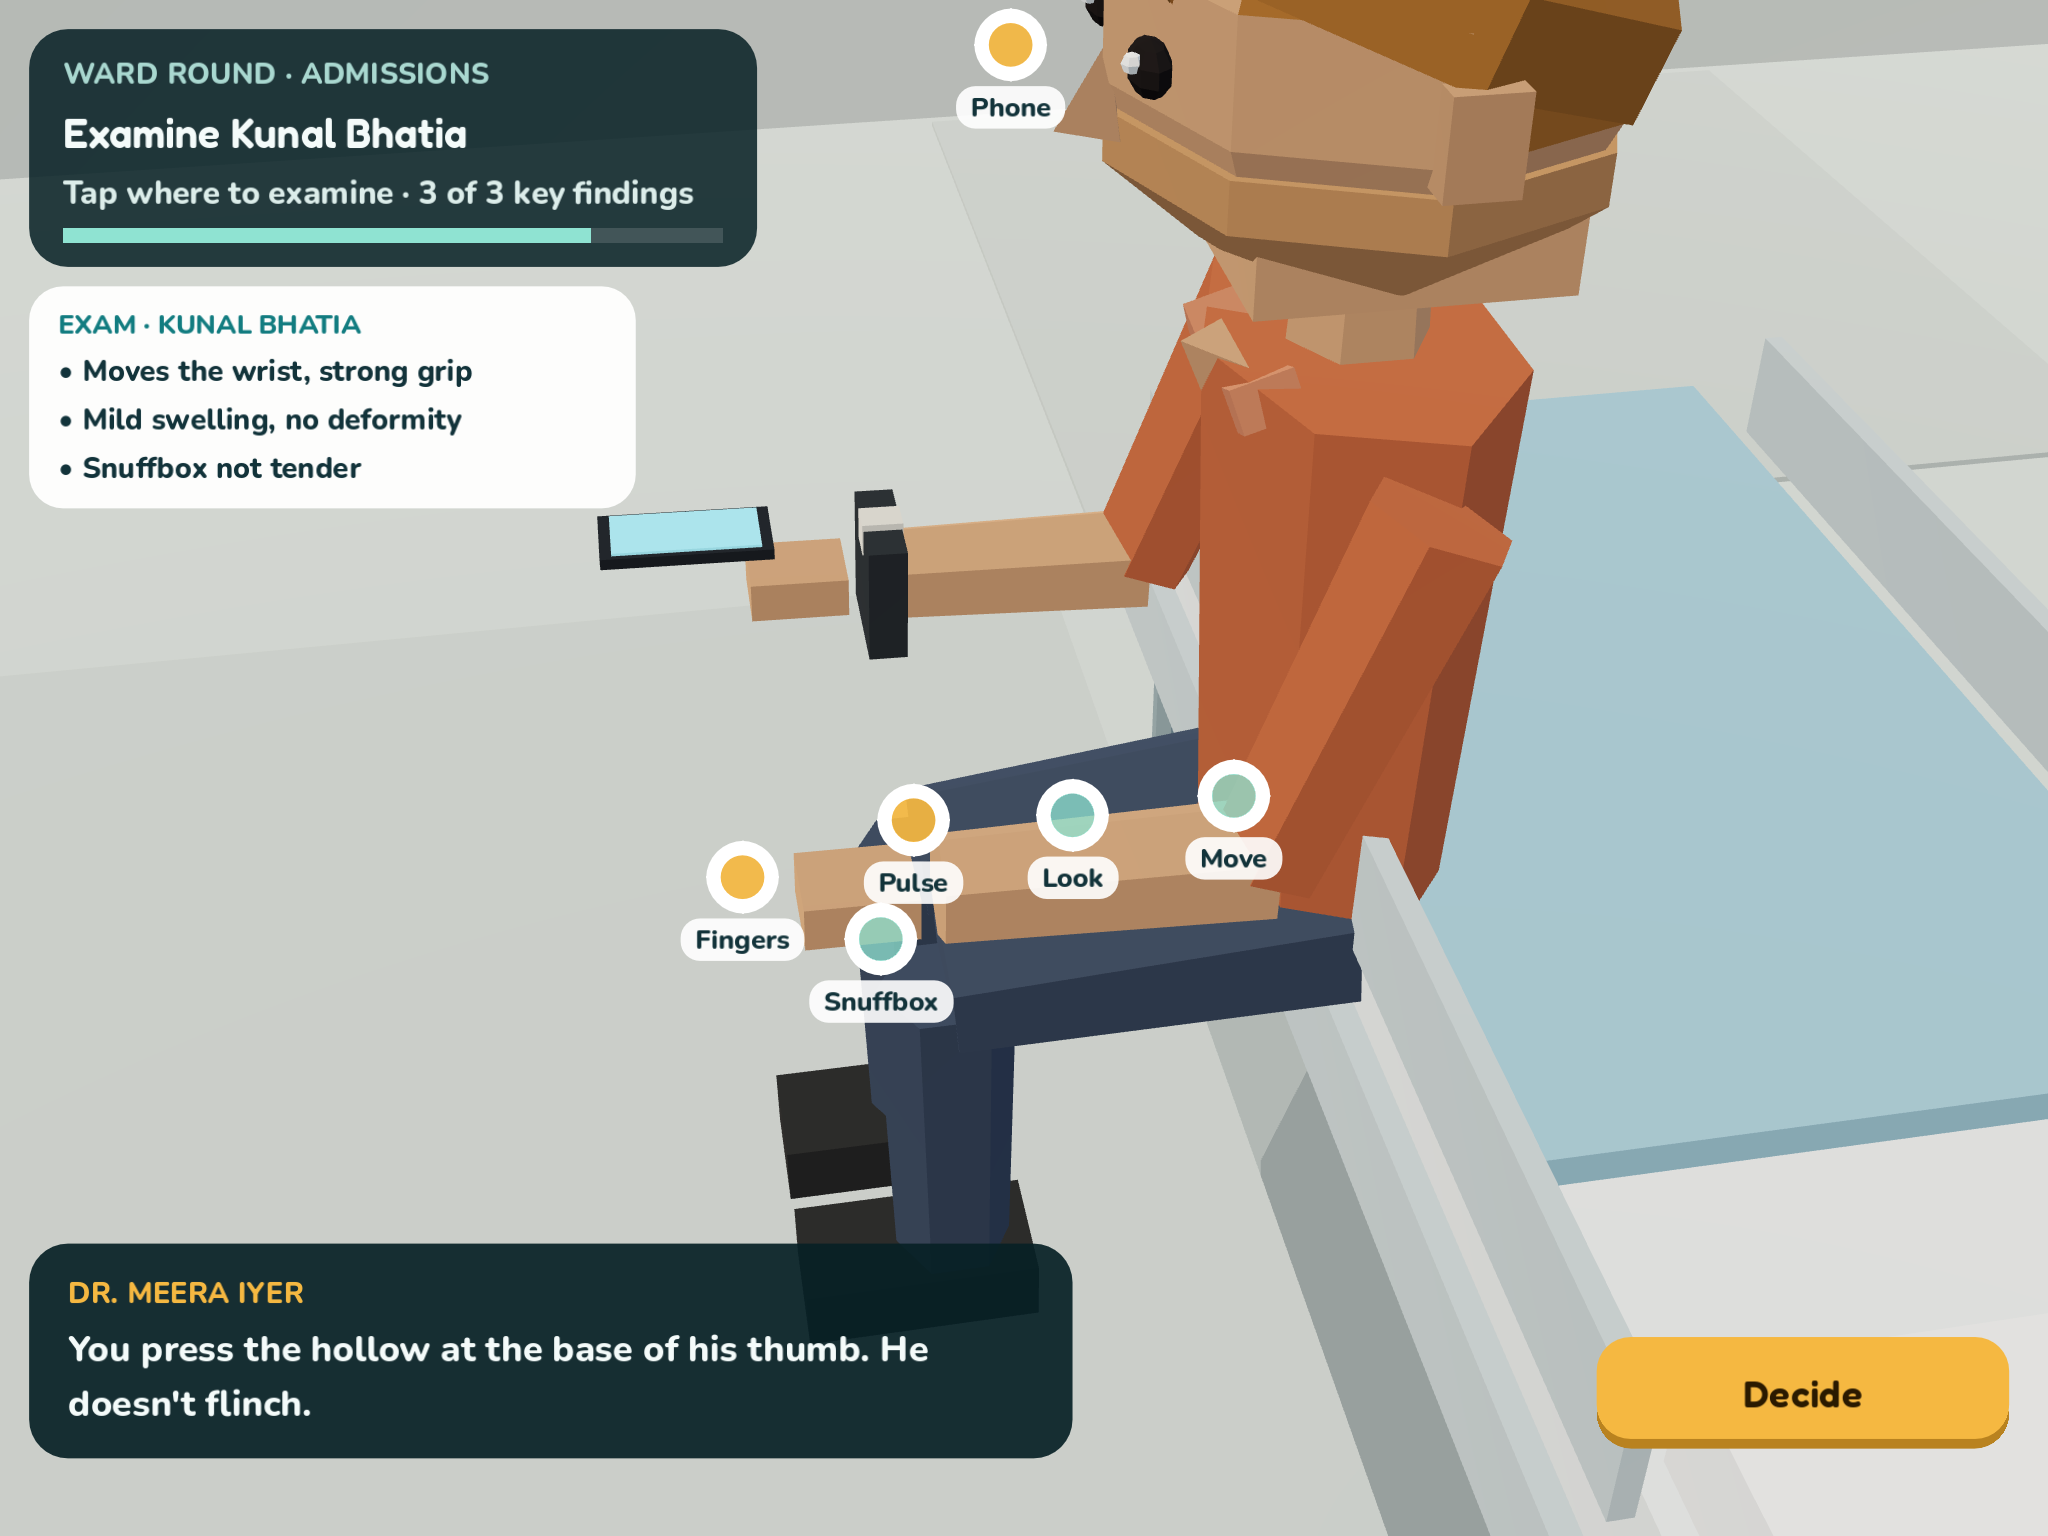 WARD ROUND · ADMISSIONS
Examine Kunal Bhatia
Tap where to examine · 3 of 3 key findings
EXAM · KUNAL BHATIA
• Moves the wrist, strong grip
• Mild swelling, no deformity
• Snuffbox not tender
Phone
Move
Look
Pulse
Fingers
Snuffbox
DR. MEERA IYER
You press the hollow at the base of his thumb. He
doesn't flinch.
Decide